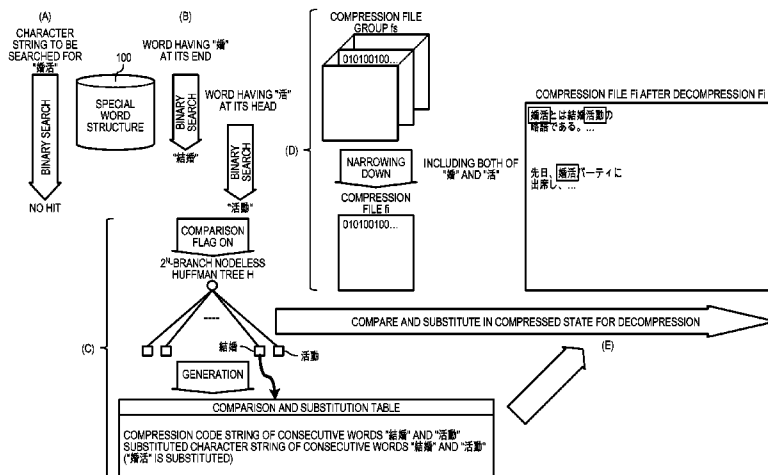 (A)
CHARACTER
STRING TO BE
SEARCHED FOR
"婚活"
BINARY SEARCH
NO HIT
100
SPECIAL
WORD
STRUCTURE
(B)
WORD HAVING "婚"
AT ITS END
BINARY SEARCH
"結婚"
WORD HAVING "活"
AT ITS HEAD
BINARY
SEARCH
"活動"
(C)
COMPARISON
FLAG ON
2ᴺ-BRANCH NODELESS
HUFFMAN TREE H
結婚
活動
GENERATION
COMPARISON AND SUBSTITUTION TABLE
COMPRESSION CODE STRING OF CONSECUTIVE WORDS "結婚" AND "活動"
SUBSTITUTED CHARACTER STRING OF CONSECUTIVE WORDS "結婚" AND "活動"
("婚活" IS SUBSTITUTED)
(D)
COMPRESSION FILE
GROUP fs
010100100...
NARROWING
DOWN
INCLUDING BOTH OF
"婚" AND "活"
COMPRESSION
FILE fi
010100100...
COMPRESSION FILE Fi AFTER DECOMPRESSION Fi
婚活とは結婚活動の
略語である。...
先日、婚活パーティに
出席し、...
COMPARE AND SUBSTITUTE IN COMPRESSED STATE FOR DECOMPRESSION
(E)